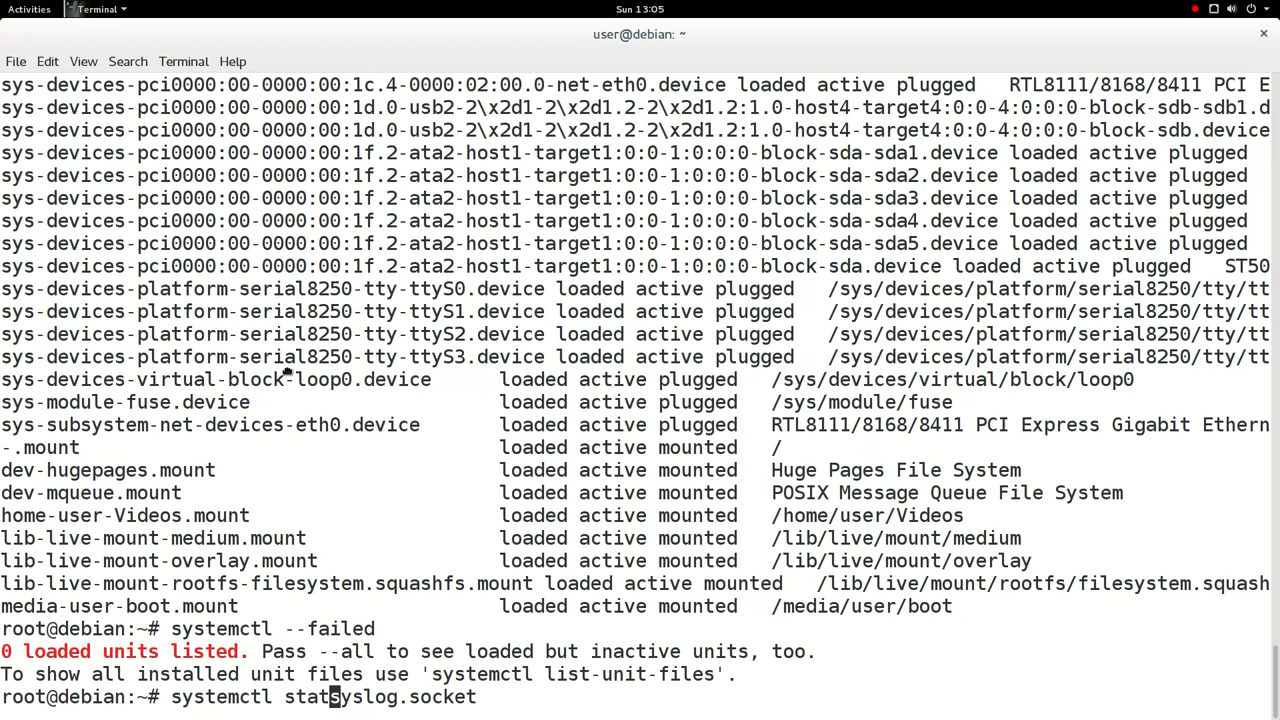 Activities Terminal Sun 13:05
user@debian: ~
File Edit View Search Terminal Help
sys-devices-pci0000:00-0000:00:1c.4-0000:02:00.0-net-eth0.device loaded active plugged   RTL8111/8168/8411 PCI E
sys-devices-pci0000:00-0000:00:1d.0-usb2-2\x2d1-2\x2d1.2-2\x2d1.2:1.0-host4-target4:0:0-4:0:0:0-block-sdb-sdb1.d
sys-devices-pci0000:00-0000:00:1d.0-usb2-2\x2d1-2\x2d1.2-2\x2d1.2:1.0-host4-target4:0:0-4:0:0:0-block-sdb.device
sys-devices-pci0000:00-0000:00:1f.2-ata2-host1-target1:0:0-1:0:0:0-block-sda-sda1.device loaded active plugged
sys-devices-pci0000:00-0000:00:1f.2-ata2-host1-target1:0:0-1:0:0:0-block-sda-sda2.device loaded active plugged
sys-devices-pci0000:00-0000:00:1f.2-ata2-host1-target1:0:0-1:0:0:0-block-sda-sda3.device loaded active plugged
sys-devices-pci0000:00-0000:00:1f.2-ata2-host1-target1:0:0-1:0:0:0-block-sda-sda4.device loaded active plugged
sys-devices-pci0000:00-0000:00:1f.2-ata2-host1-target1:0:0-1:0:0:0-block-sda-sda5.device loaded active plugged
sys-devices-pci0000:00-0000:00:1f.2-ata2-host1-target1:0:0-1:0:0:0-block-sda.device loaded active plugged   ST50
sys-devices-platform-serial8250-tty-ttyS0.device loaded active plugged   /sys/devices/platform/serial8250/tty/tt
sys-devices-platform-serial8250-tty-ttyS1.device loaded active plugged   /sys/devices/platform/serial8250/tty/tt
sys-devices-platform-serial8250-tty-ttyS2.device loaded active plugged   /sys/devices/platform/serial8250/tty/tt
sys-devices-platform-serial8250-tty-ttyS3.device loaded active plugged   /sys/devices/platform/serial8250/tty/tt
sys-devices-virtual-block-loop0.device      loaded active plugged   /sys/devices/virtual/block/loop0
sys-module-fuse.device                      loaded active plugged   /sys/module/fuse
sys-subsystem-net-devices-eth0.device       loaded active plugged   RTL8111/8168/8411 PCI Express Gigabit Ethern
-.mount                                     loaded active mounted   /
dev-hugepages.mount                         loaded active mounted   Huge Pages File System
dev-mqueue.mount                            loaded active mounted   POSIX Message Queue File System
home-user-Videos.mount                      loaded active mounted   /home/user/Videos
lib-live-mount-medium.mount                 loaded active mounted   /lib/live/mount/medium
lib-live-mount-overlay.mount                loaded active mounted   /lib/live/mount/overlay
lib-live-mount-rootfs-filesystem.squashfs.mount loaded active mounted   /lib/live/mount/rootfs/filesystem.squash
media-user-boot.mount                       loaded active mounted   /media/user/boot
root@debian:~# systemctl --failed
0 loaded units listed. Pass --all to see loaded but inactive units, too.
To show all installed unit files use 'systemctl list-unit-files'.
root@debian:~# systemctl statsyslog.socket